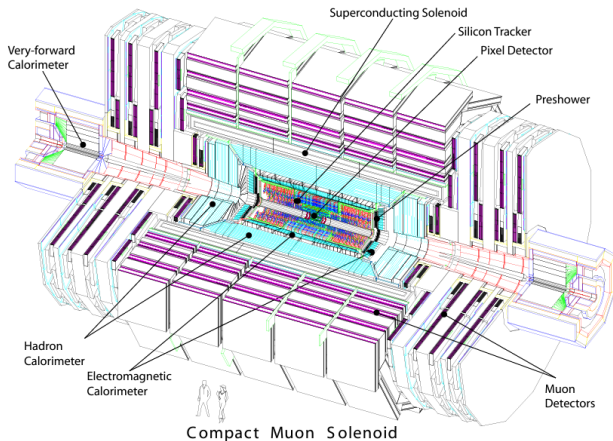 Superconducting Solenoid
Silicon Tracker
Pixel Detector
Very-forward
Calorimeter
Preshower
Hadron
Calorimeter
Electromagnetic
Calorimeter
Muon
Detectors
Compact Muon Solenoid